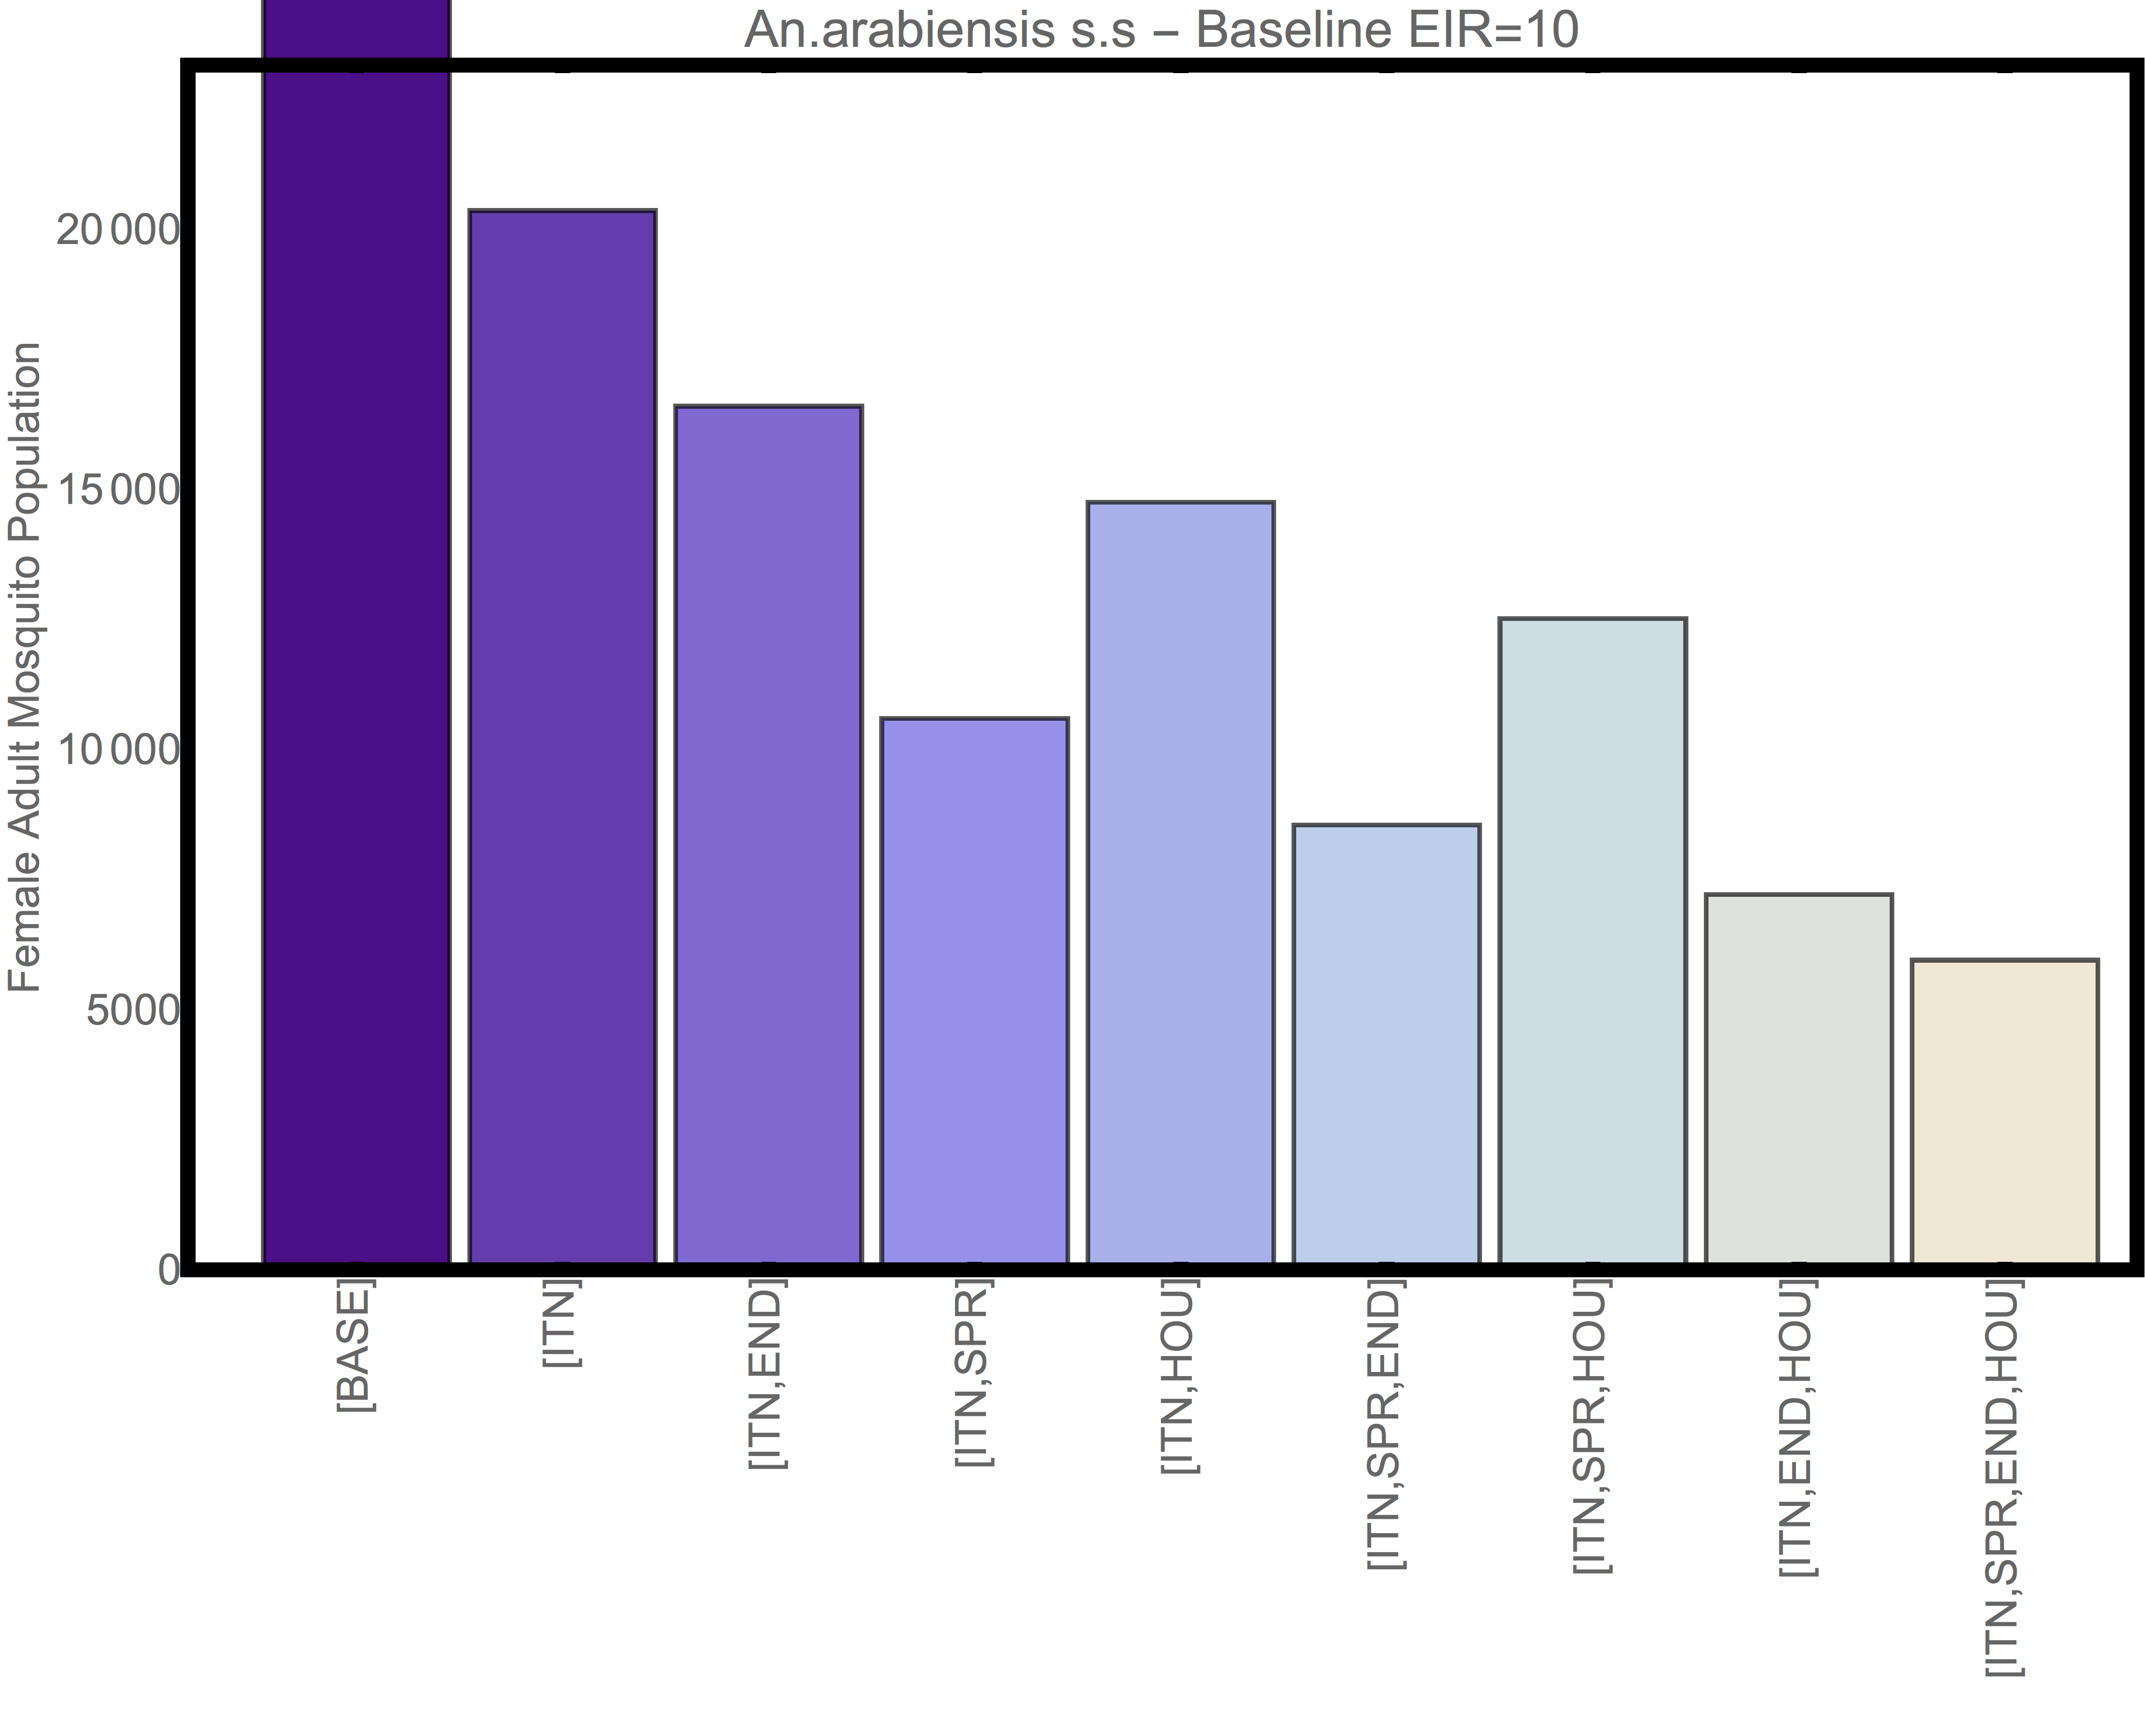 An.arabiensis s.s – Baseline EIR=10
Female Adult Mosquito Population
20 000
15 000
10 000
5000
0
[BASE]
[ITN]
[ITN,END]
[ITN,SPR]
[ITN,HOU]
[ITN,SPR,END]
[ITN,SPR,HOU]
[ITN,END,HOU]
[ITN,SPR,END,HOU]